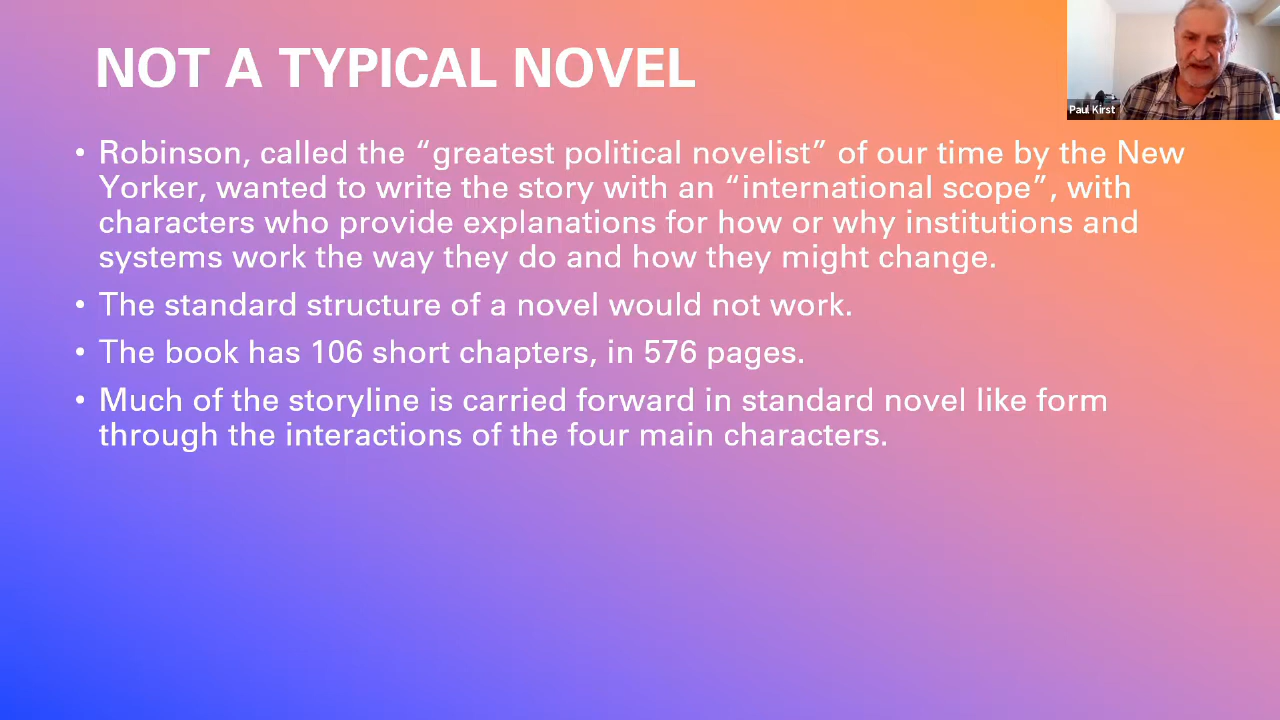 NOT A TYPICAL NOVEL
Paul Kirst
• Robinson, called the “greatest political novelist” of our time by the New
Yorker, wanted to write the story with an “international scope”, with
characters who provide explanations for how or why institutions and
systems work the way they do and how they might change.
• The standard structure of a novel would not work.
• The book has 106 short chapters, in 576 pages.
• Much of the storyline is carried forward in standard novel like form
through the interactions of the four main characters.